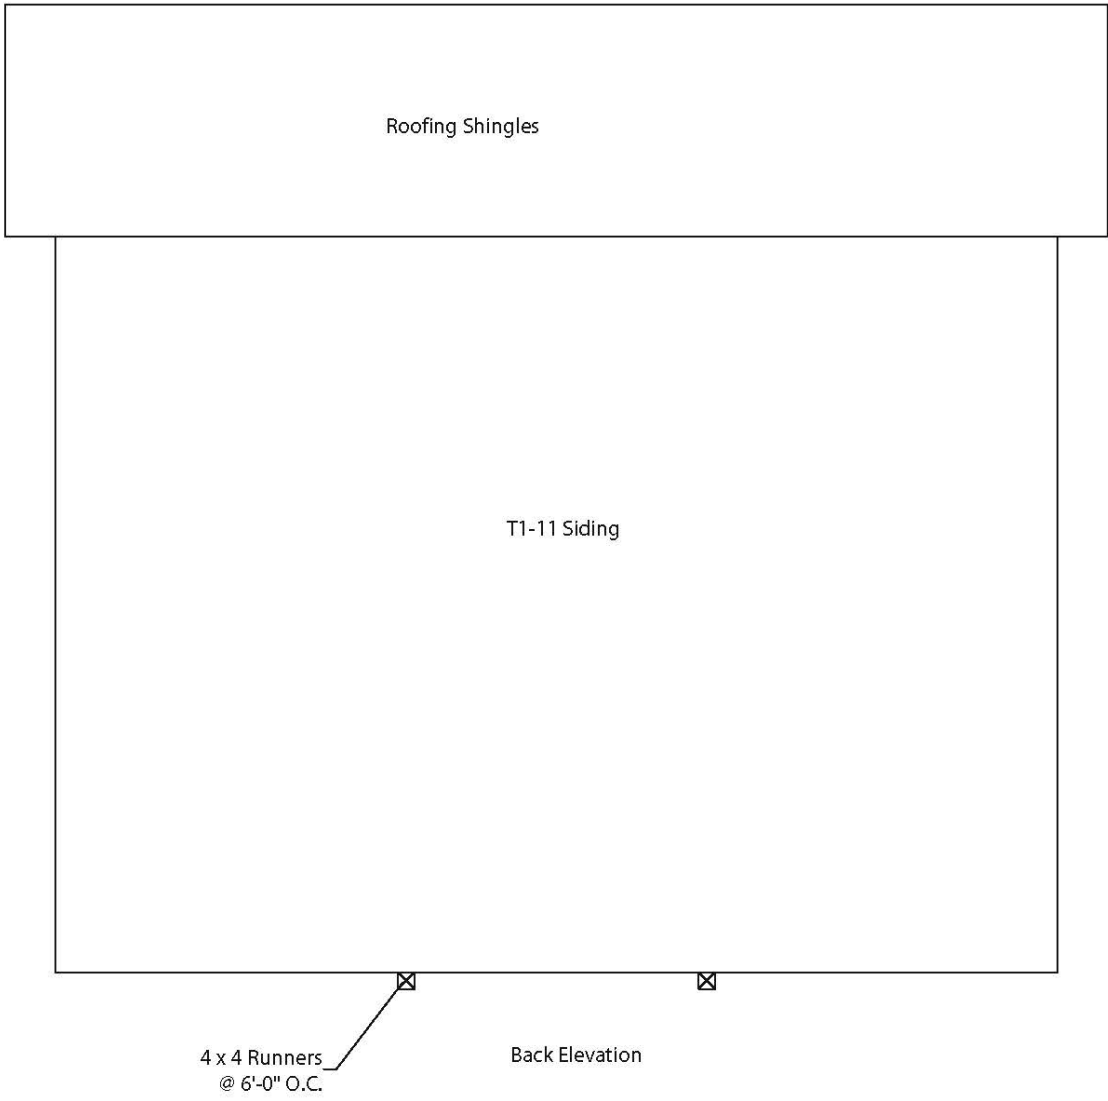 Roofing Shingles
T1-11 Siding
4 x 4 Runners
@ 6'-0" O.C.
Back Elevation